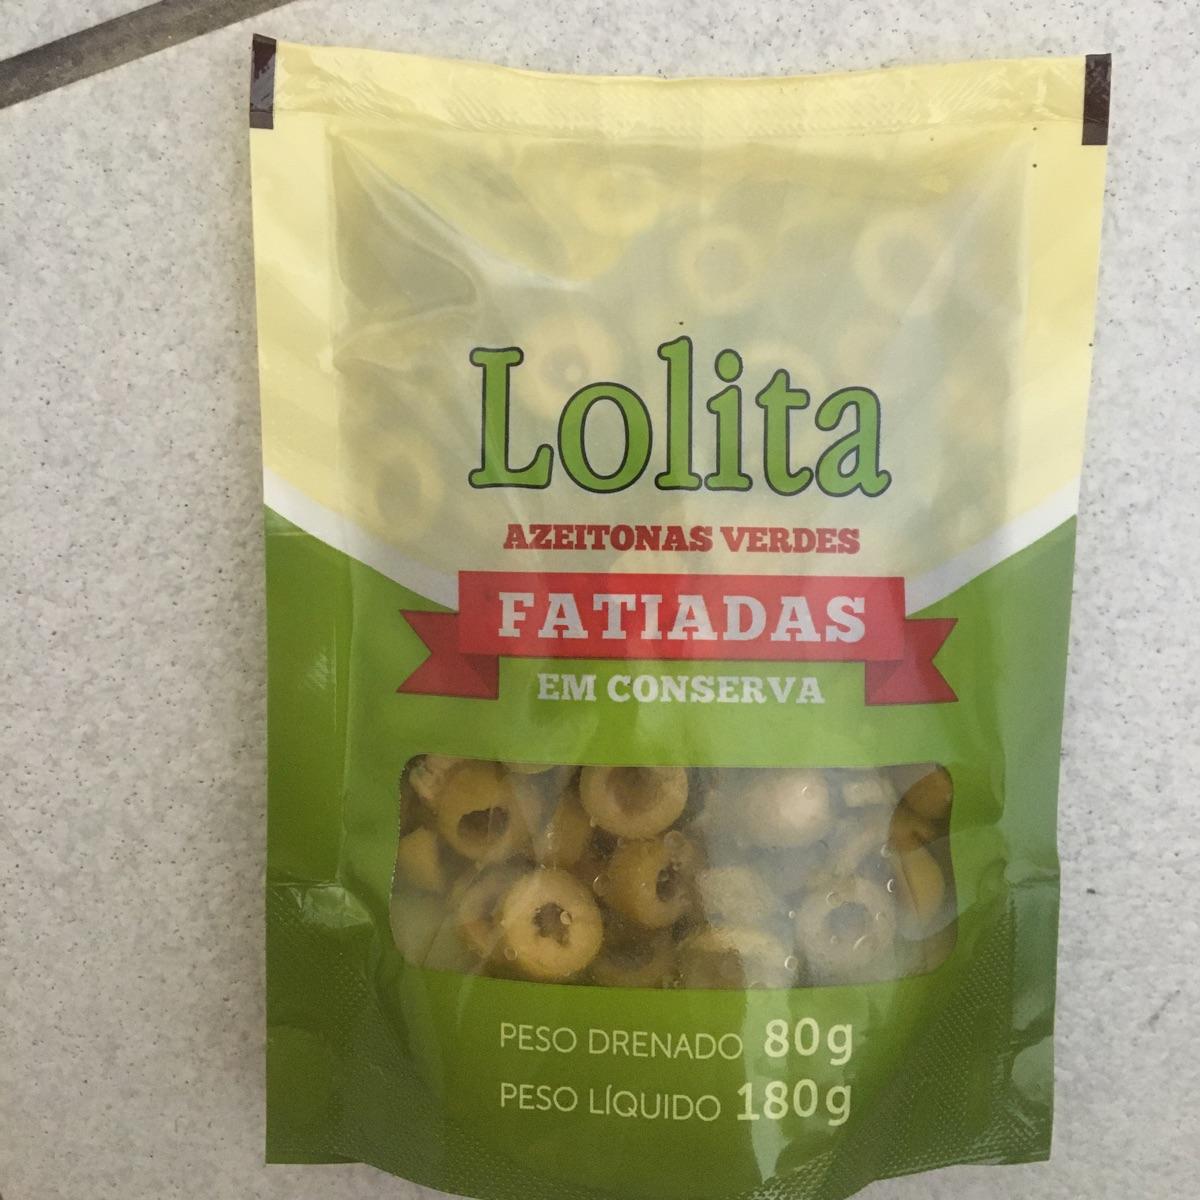 Lolita
AZEITONAS VERDES
FATIADAS
EM CONSERVA
PESO DRENADO 80g
PESO LÍQUIDO 180g